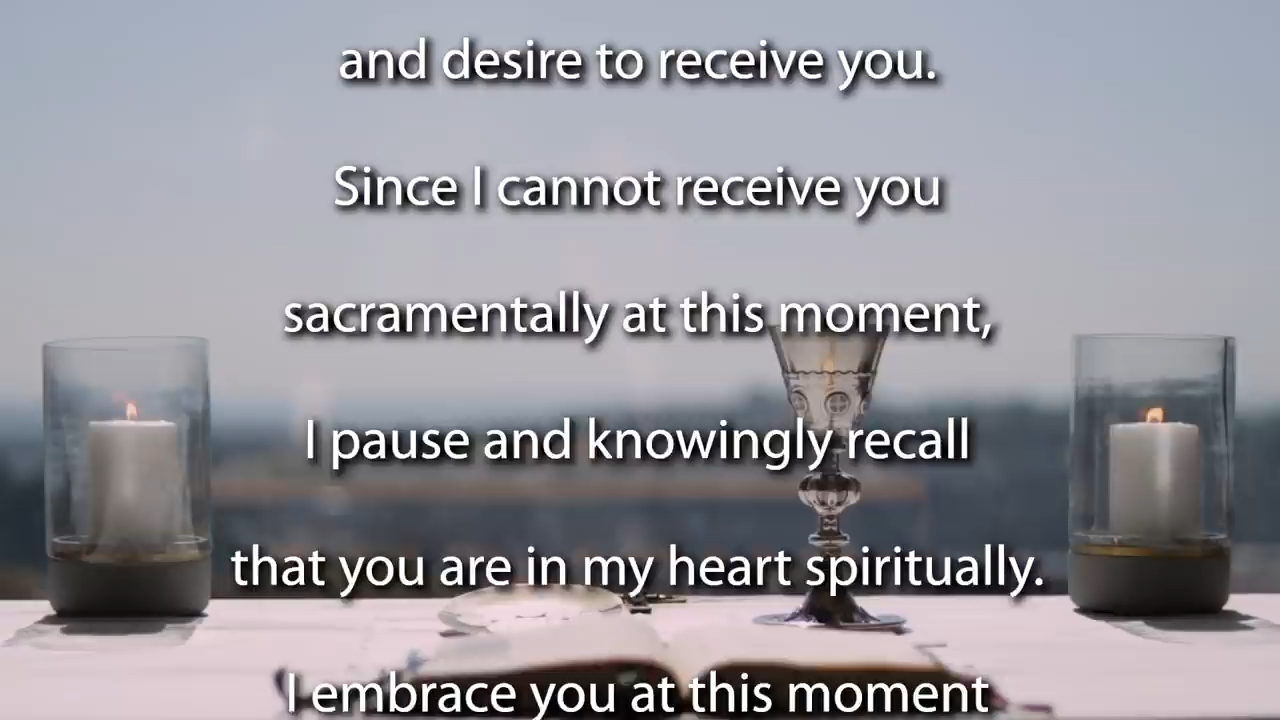 and desire to receive you.
Since I cannot receive you
sacramentally at this moment,
I pause and knowingly recall
that you are in my heart spiritually.
I embrace you at this moment